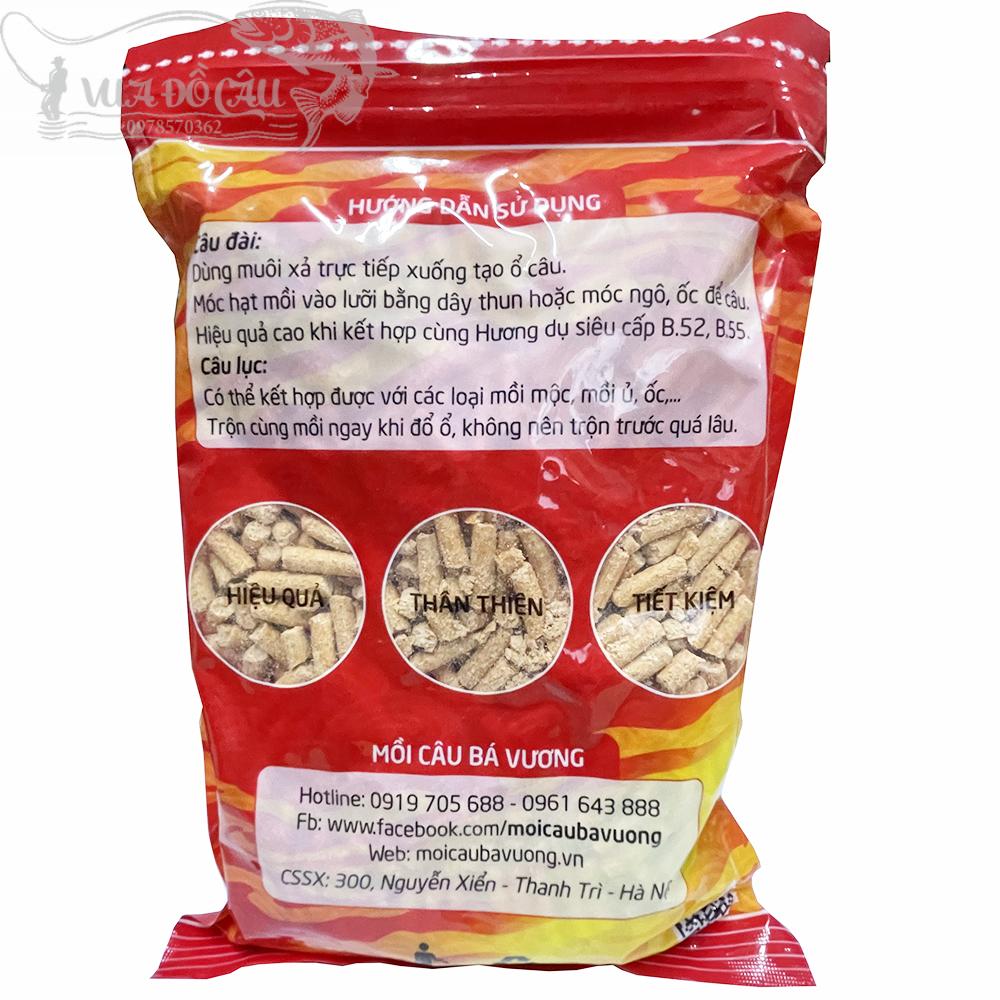 VUA ĐỒ CÂU
0978570362
HƯỚNG DẪN SỬ DỤNG
Câu đài:
Dùng muôi xả trực tiếp xuống tạo ổ câu.
Móc hạt mồi vào lưỡi bằng dây thun hoặc móc ngô, ốc để câu.
Hiệu quả cao khi kết hợp cùng Hương dụ siêu cấp B.52, B.55.
Câu lục:
Có thể kết hợp được với các loại mồi mộc, mồi ủ, ốc,...
Trộn cùng mồi ngay khi đổ ổ, không nên trộn trước quá lâu.
HIỆU QUẢ
THÂN THIỆN
TIẾT KIỆM
MỒI CÂU BÁ VƯƠNG
Hotline: 0919 705 688 - 0961 643 888
Fb: www.facebook.com/moicaubavuong
Web: moicaubavuong.vn
CSSX: 300, Nguyễn Xiển - Thanh Trì - Hà Nộ